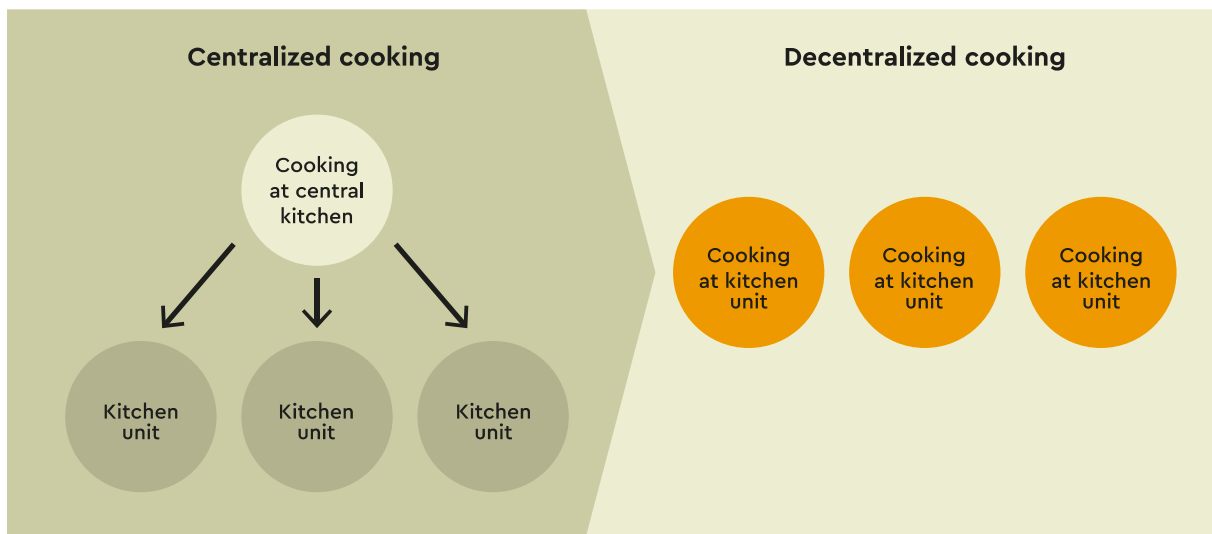 Centralized cooking
Cooking
at central
kitchen
Kitchen
unit
Kitchen
unit
Kitchen
unit
Decentralized cooking
Cooking
at kitchen
unit
Cooking
at kitchen
unit
Cooking
at kitchen
unit